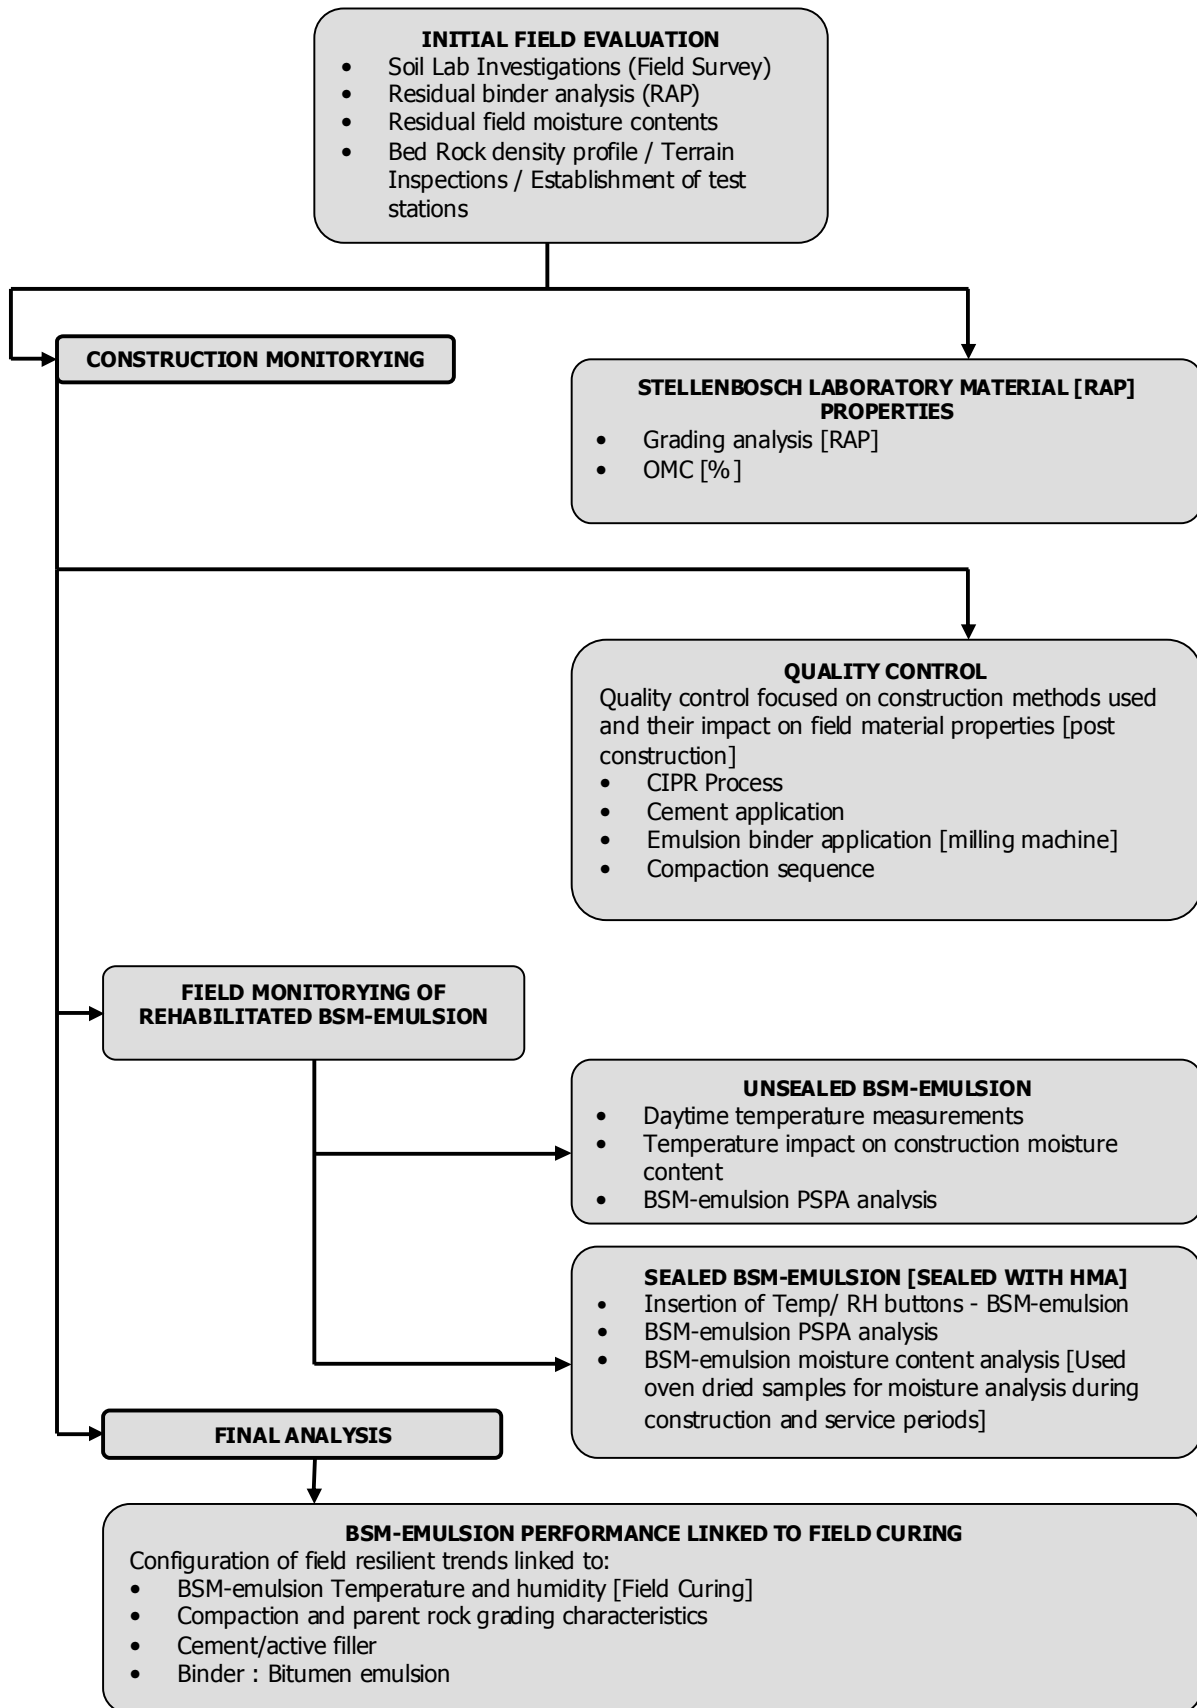 INITIAL FIELD EVALUATION
• Soil Lab Investigations (Field Survey)
• Residual binder analysis (RAP)
• Residual field moisture contents
• Bed Rock density profile / Terrain
Inspections / Establishment of test
stations
CONSTRUCTION MONITORYING
STELLENBOSCH LABORATORY MATERIAL [RAP]
PROPERTIES
• Grading analysis [RAP]
• OMC [%]
QUALITY CONTROL
Quality control focused on construction methods used
and their impact on field material properties [post
construction]
• CIPR Process
• Cement application
• Emulsion binder application [milling machine]
• Compaction sequence
FIELD MONITORYING OF
REHABILITATED BSM-EMULSION
UNSEALED BSM-EMULSION
• Daytime temperature measurements
• Temperature impact on construction moisture
content
• BSM-emulsion PSPA analysis
SEALED BSM-EMULSION [SEALED WITH HMA]
• Insertion of Temp/ RH buttons - BSM-emulsion
• BSM-emulsion PSPA analysis
• BSM-emulsion moisture content analysis [Used
oven dried samples for moisture analysis during
construction and service periods]
FINAL ANALYSIS
BSM-EMULSION PERFORMANCE LINKED TO FIELD CURING
Configuration of field resilient trends linked to:
• BSM-emulsion Temperature and humidity [Field Curing]
• Compaction and parent rock grading characteristics
• Cement/active filler
• Binder : Bitumen emulsion